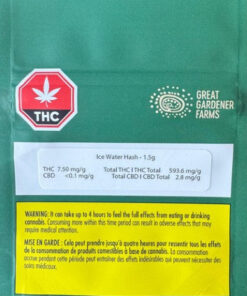 THC
GREAT
GARDENER
FARMS
Ice Water Hash - 1.5g
THC 7.50 mg/g Total THC I THC Total 593.6 mg/g
CBD <0.1 mg/g Total CBD I CBD Total 2.8 mg/g
WARNING: It can take up to 4 hours to feel the full effects from eating or drinking
cannabis. Consuming more within this time period can result in adverse effects that may
require medical attention.
MISE EN GARDE : Cela peut prendre jusqu'à quatre heures pour ressentir tous les effets
de la consommation de produits comestibles à base de cannabis. En consommer davantage
pendant cette période peut entraîner des effets indésirables qui peuvent nécessiter des
soins médicaux.